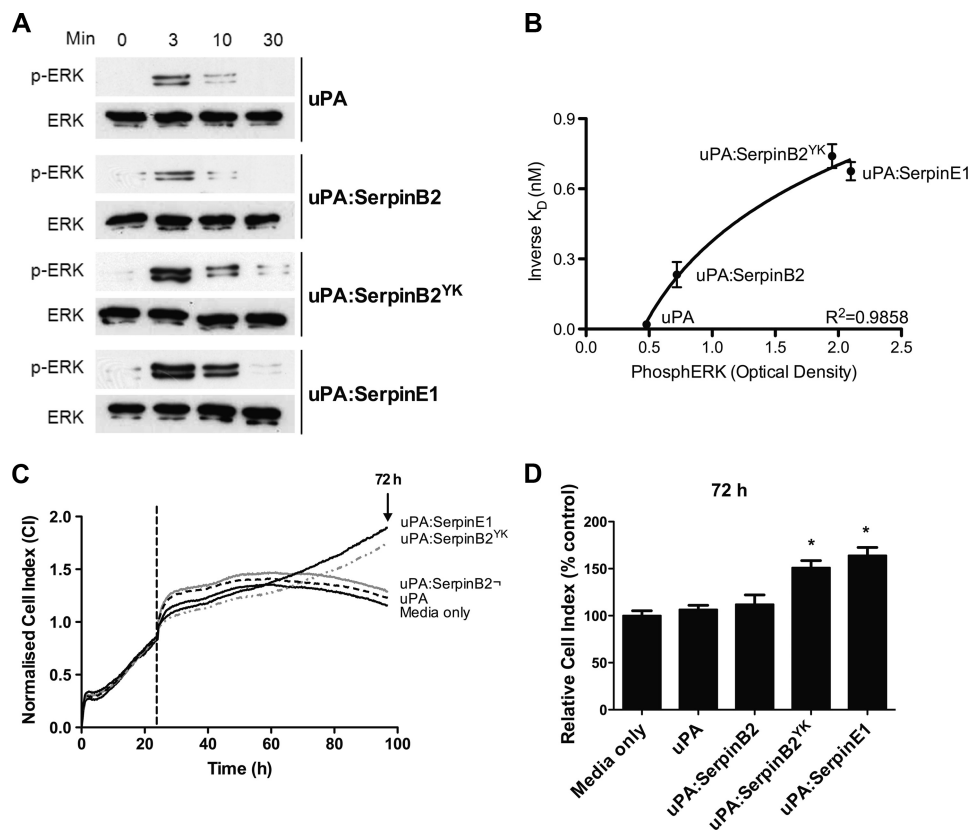 A
Min 0 3 10 30
p-ERK
ERK
uPA
p-ERK
ERK
uPA:SerpinB2
p-ERK
ERK
uPA:SerpinB2YK
p-ERK
ERK
uPA:SerpinE1
B
Inverse KD (nM)
0.9
0.6
0.3
0.0
uPA:SerpinB2YK
uPA:SerpinE1
uPA:SerpinB2
uPA
R2=0.9858
0.0 0.5 1.0 1.5 2.0 2.5
PhosphERK (Optical Density)
C
72 h
Normalised Cell Index (CI)
2.0
1.5
1.0
0.5
0.0
uPA:SerpinE1
uPA:SerpinB2YK
uPA:SerpinB2¬
uPA
Media only
0 20 40 60 80 100
Time (h)
D
72 h
Relative Cell Index (% control)
200
150
100
50
0
* *
Media only
uPA
uPA:SerpinB2
uPA:SerpinB2YK
uPA:SerpinE1